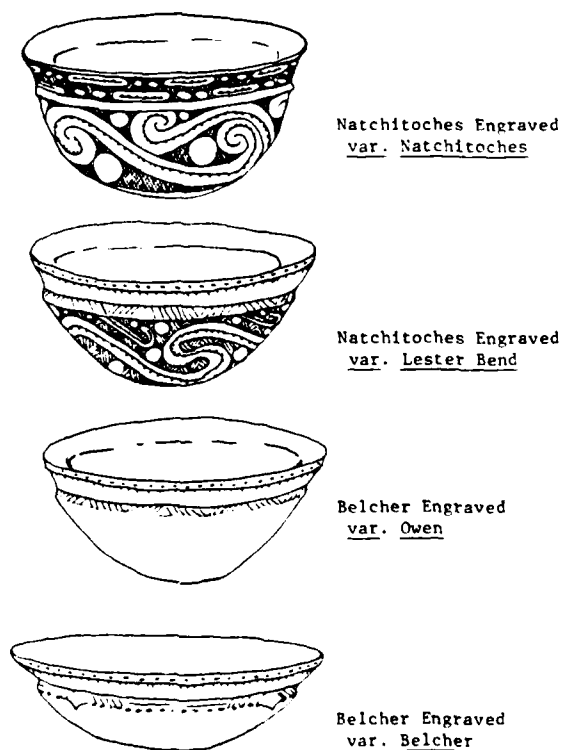 Natchitoches Engraved
var. Natchitoches
Natchitoches Engraved
var. Lester Bend
Belcher Engraved
var. Owen
Belcher Engraved
var. Belcher